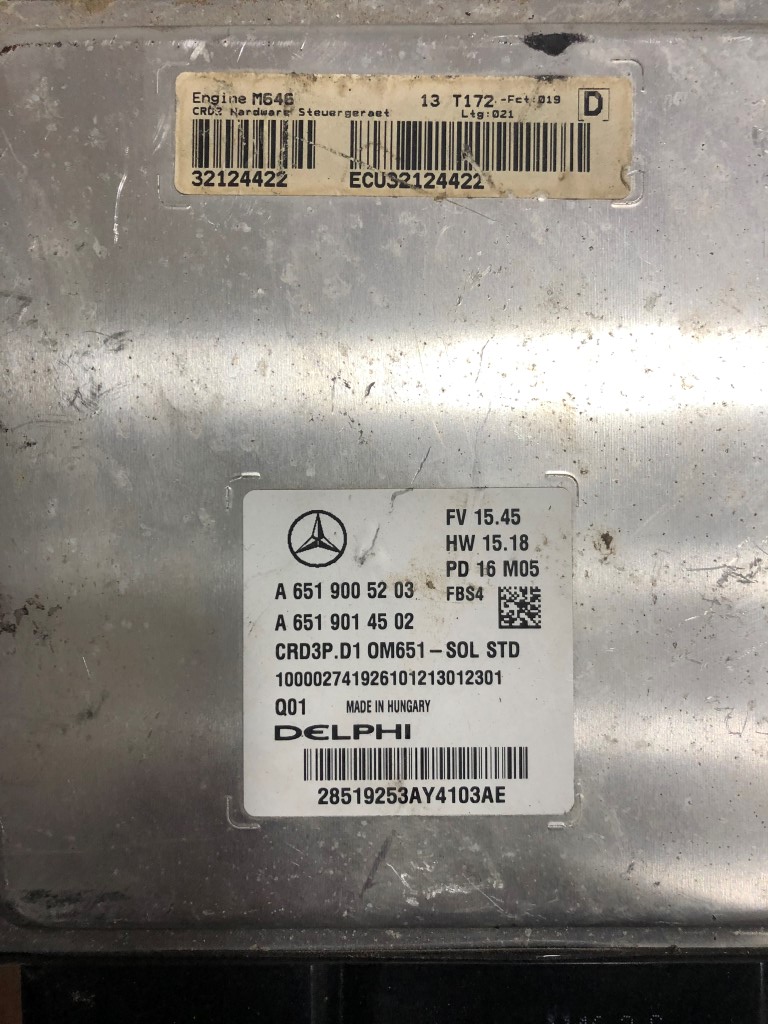 Engine M646 13 T172 -Fct:019 D
CRD3 Hardware Steuergeraet Ltg:021
32124422 ECU32124422
FV 15.45
HW 15.18
PD 16 M05
A 651 900 52 03 FBS4
A 651 901 45 02
CRD3P.D1 OM651-SOL STD
10000274192610121301​2301
Q01 MADE IN HUNGARY
DELPHI
28519253AY4103AE